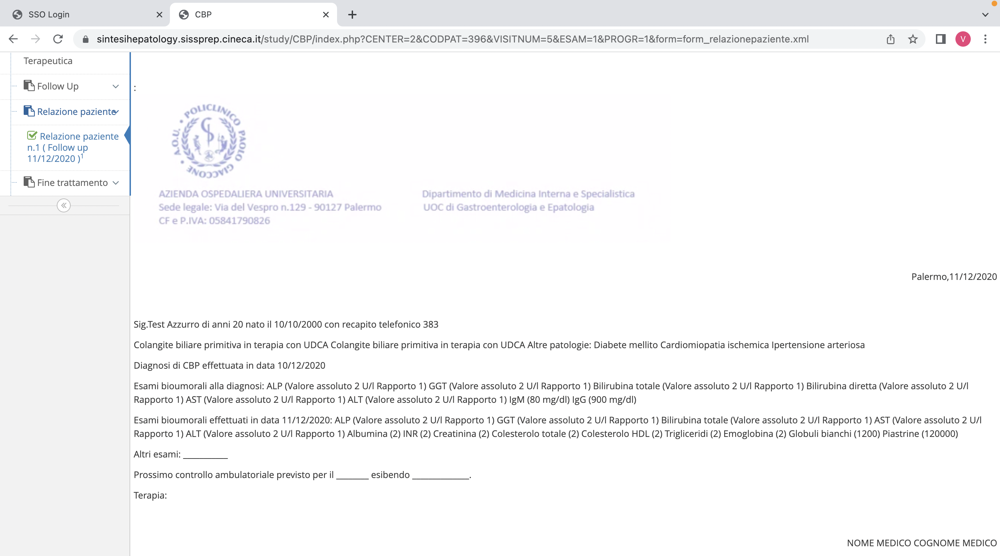 SSO Login
CBP
sintesihepatology.sissprep.cineca.it/study/CBP/index.php?CENTER=2&CODPAT=396&VISITNUM=5&ESAM=1&PROGR=1&form=form_relazionepaziente.xml
V
Terapeutica
Follow Up
Relazione paziente
Relazione paziente
n.1 ( Follow up
11/12/2020 )1
Fine trattamento
:
A.O.U. • POLICLINICO PAOLO GIACCONE •
AZIENDA OSPEDALIERA UNIVERSITARIA
Sede legale: Via del Vespro n.129 - 90127 Palermo
CF e P.IVA: 05841790826
Dipartimento di Medicina Interna e Specialistica
UOC di Gastroenterologia e Epatologia
Palermo,11/12/2020
Sig.Test Azzurro di anni 20 nato il 10/10/2000 con recapito telefonico 383
Colangite biliare primitiva in terapia con UDCA Colangite biliare primitiva in terapia con UDCA Altre patologie: Diabete mellito Cardiomiopatia ischemica Ipertensione arteriosa
Diagnosi di CBP effettuata in data 10/12/2020
Esami bioumorali alla diagnosi: ALP (Valore assoluto 2 U/l Rapporto 1) GGT (Valore assoluto 2 U/l Rapporto 1) Bilirubina totale (Valore assoluto 2 U/l Rapporto 1) Bilirubina diretta (Valore assoluto 2 U/l
Rapporto 1) AST (Valore assoluto 2 U/l Rapporto 1) ALT (Valore assoluto 2 U/l Rapporto 1) IgM (80 mg/dl) IgG (900 mg/dl)
Esami bioumorali effettuati in data 11/12/2020: ALP (Valore assoluto 2 U/l Rapporto 1) GGT (Valore assoluto 2 U/l Rapporto 1) Bilirubina totale (Valore assoluto 2 U/l Rapporto 1) AST (Valore assoluto 2 U/l
Rapporto 1) ALT (Valore assoluto 2 U/l Rapporto 1) Albumina (2) INR (2) Creatinina (2) Colesterolo totale (2) Colesterolo HDL (2) Trigliceridi (2) Emoglobina (2) Globuli bianchi (1200) Piastrine (120000)
Altri esami: ___________
Prossimo controllo ambulatoriale previsto per il ________ esibendo ______________.
Terapia:
NOME MEDICO COGNOME MEDICO